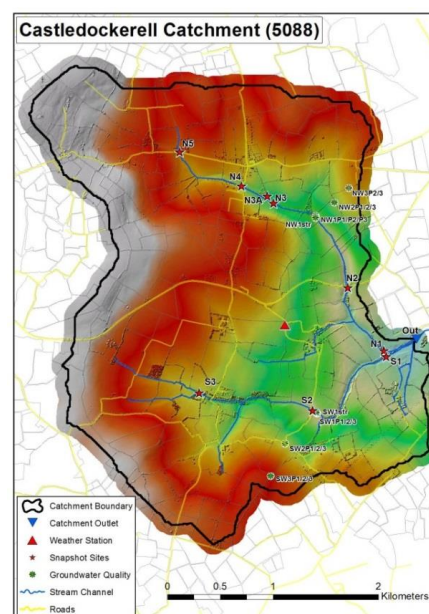 Castledockerell Catchment (5088)
N5
N4
N3A
N3
NW3P2/3
NW2P1/2/3
NW1str
NW1P1/P2/P3
N2
Out
N1
S1
S3
S2
SW1str
SW1P1/2/3
SW2P1/2/3
SW3P1/2/3
Catchment Boundary
Catchment Outlet
Weather Station
Snapshot Sites
Groundwater Quality
Stream Channel
Roads
0 0.5 1 2
Kilometers